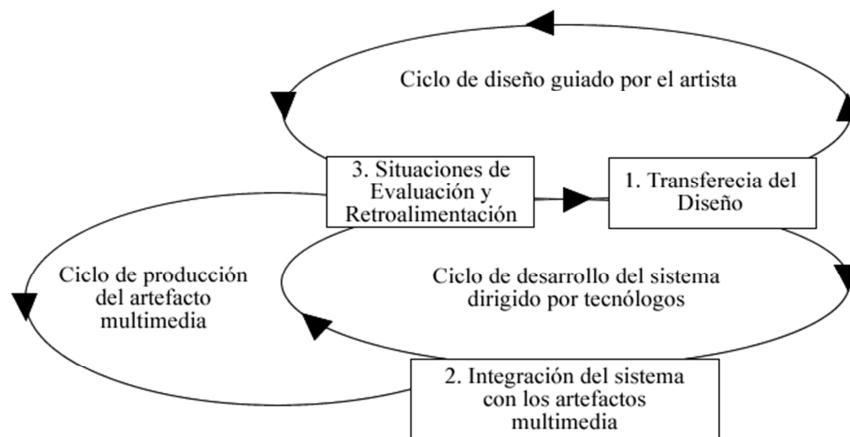 Ciclo de diseño guiado por el artista
3. Situaciones de
Evaluación y
Retroalimentación
1. Transferecia del
Diseño
Ciclo de producción
del artefacto
multimedia
Ciclo de desarrollo del sistema
dirigido por tecnólogos
2. Integración del sistema
con los artefactos
multimedia